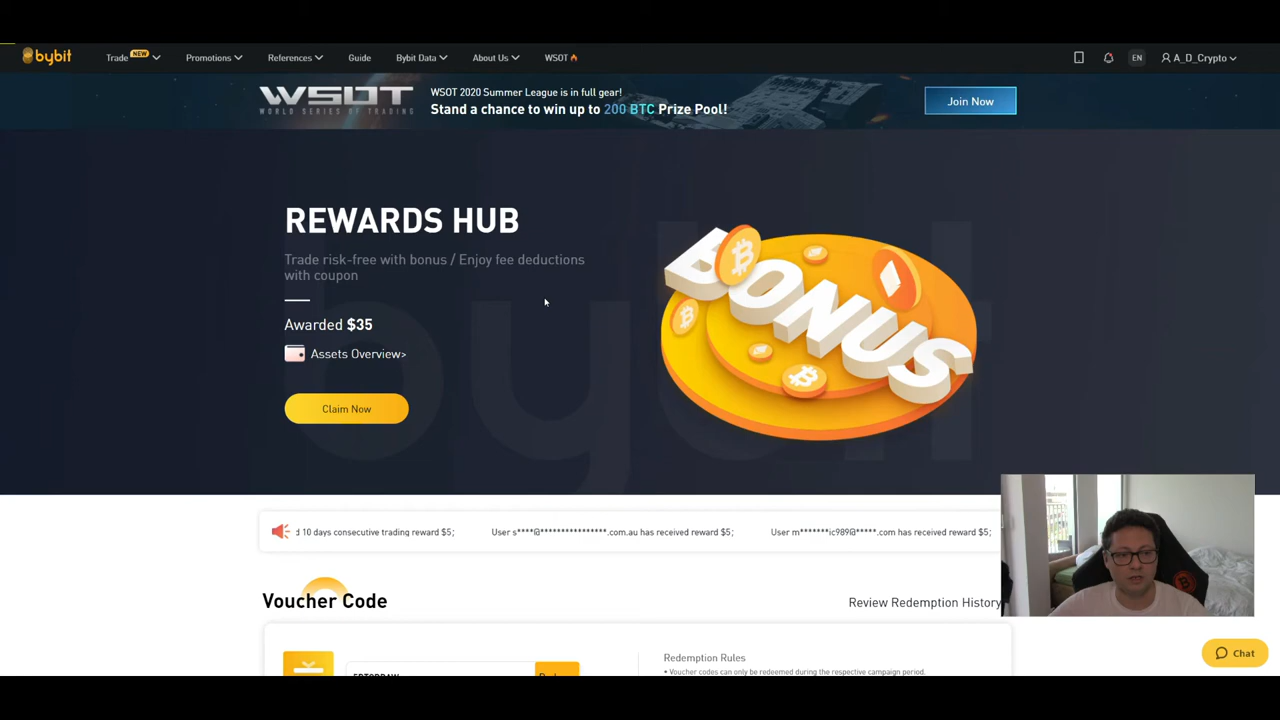 bybit
Trade NEW
Promotions
References
Guide
Bybit Data
About Us
WSOT
EN
A_D_Crypto
WSOT
WORLD SERIES OF TRADING
WSOT 2020 Summer League is in full gear!
Stand a chance to win up to 200 BTC Prize Pool!
Join Now
REWARDS HUB
Trade risk-free with bonus / Enjoy fee deductions
with coupon
Awarded $35
Assets Overview>
Claim Now
BONUS
bybit
10 days consecutive trading reward $5;
User s****@****************.com.au has received reward $5;
User m*******ic989@*****.com has received reward $5;
Voucher Code
Review Redemption History
Redemption Rules
• Voucher codes can only be redeemed during the respective campaign period.
Chat